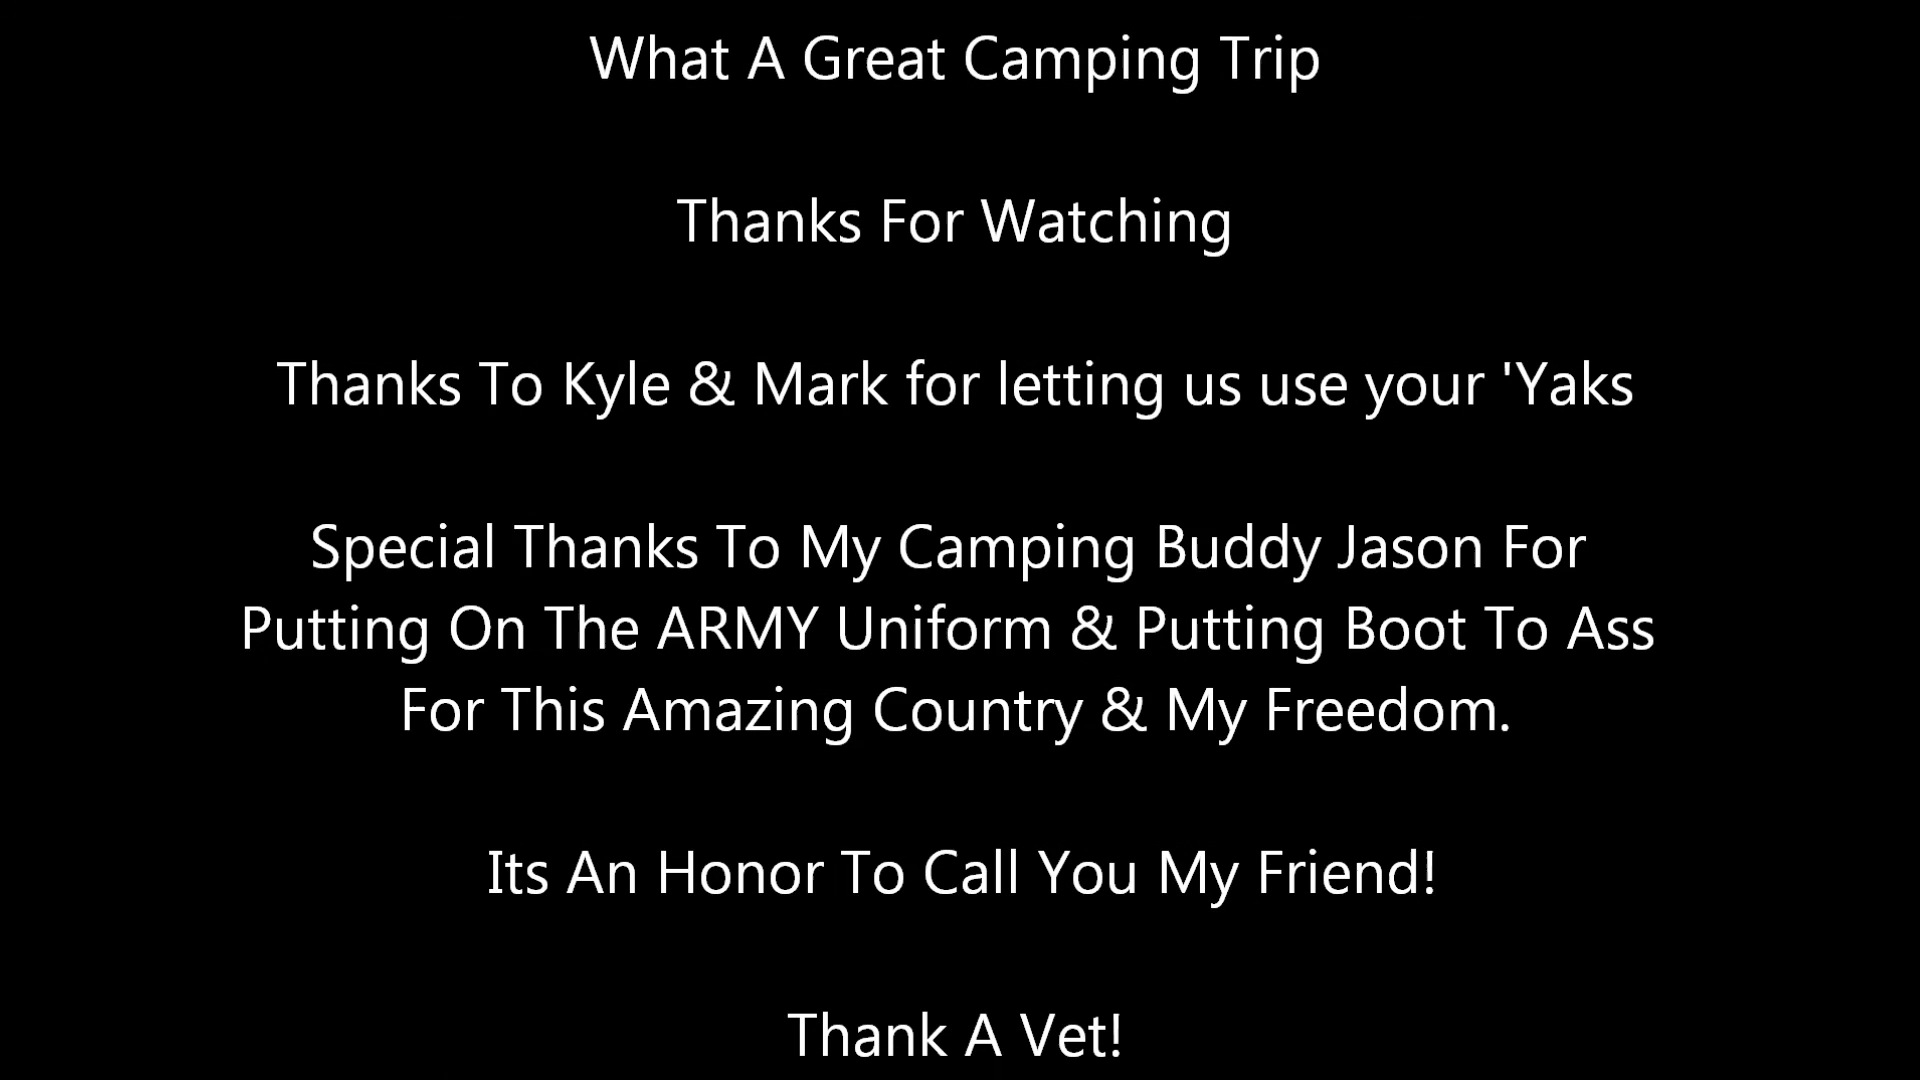 What A Great Camping Trip
Thanks For Watching
Thanks To Kyle & Mark for letting us use your 'Yaks
Special Thanks To My Camping Buddy Jason For
Putting On The ARMY Uniform & Putting Boot To Ass
For This Amazing Country & My Freedom.
Its An Honor To Call You My Friend!
Thank A Vet!